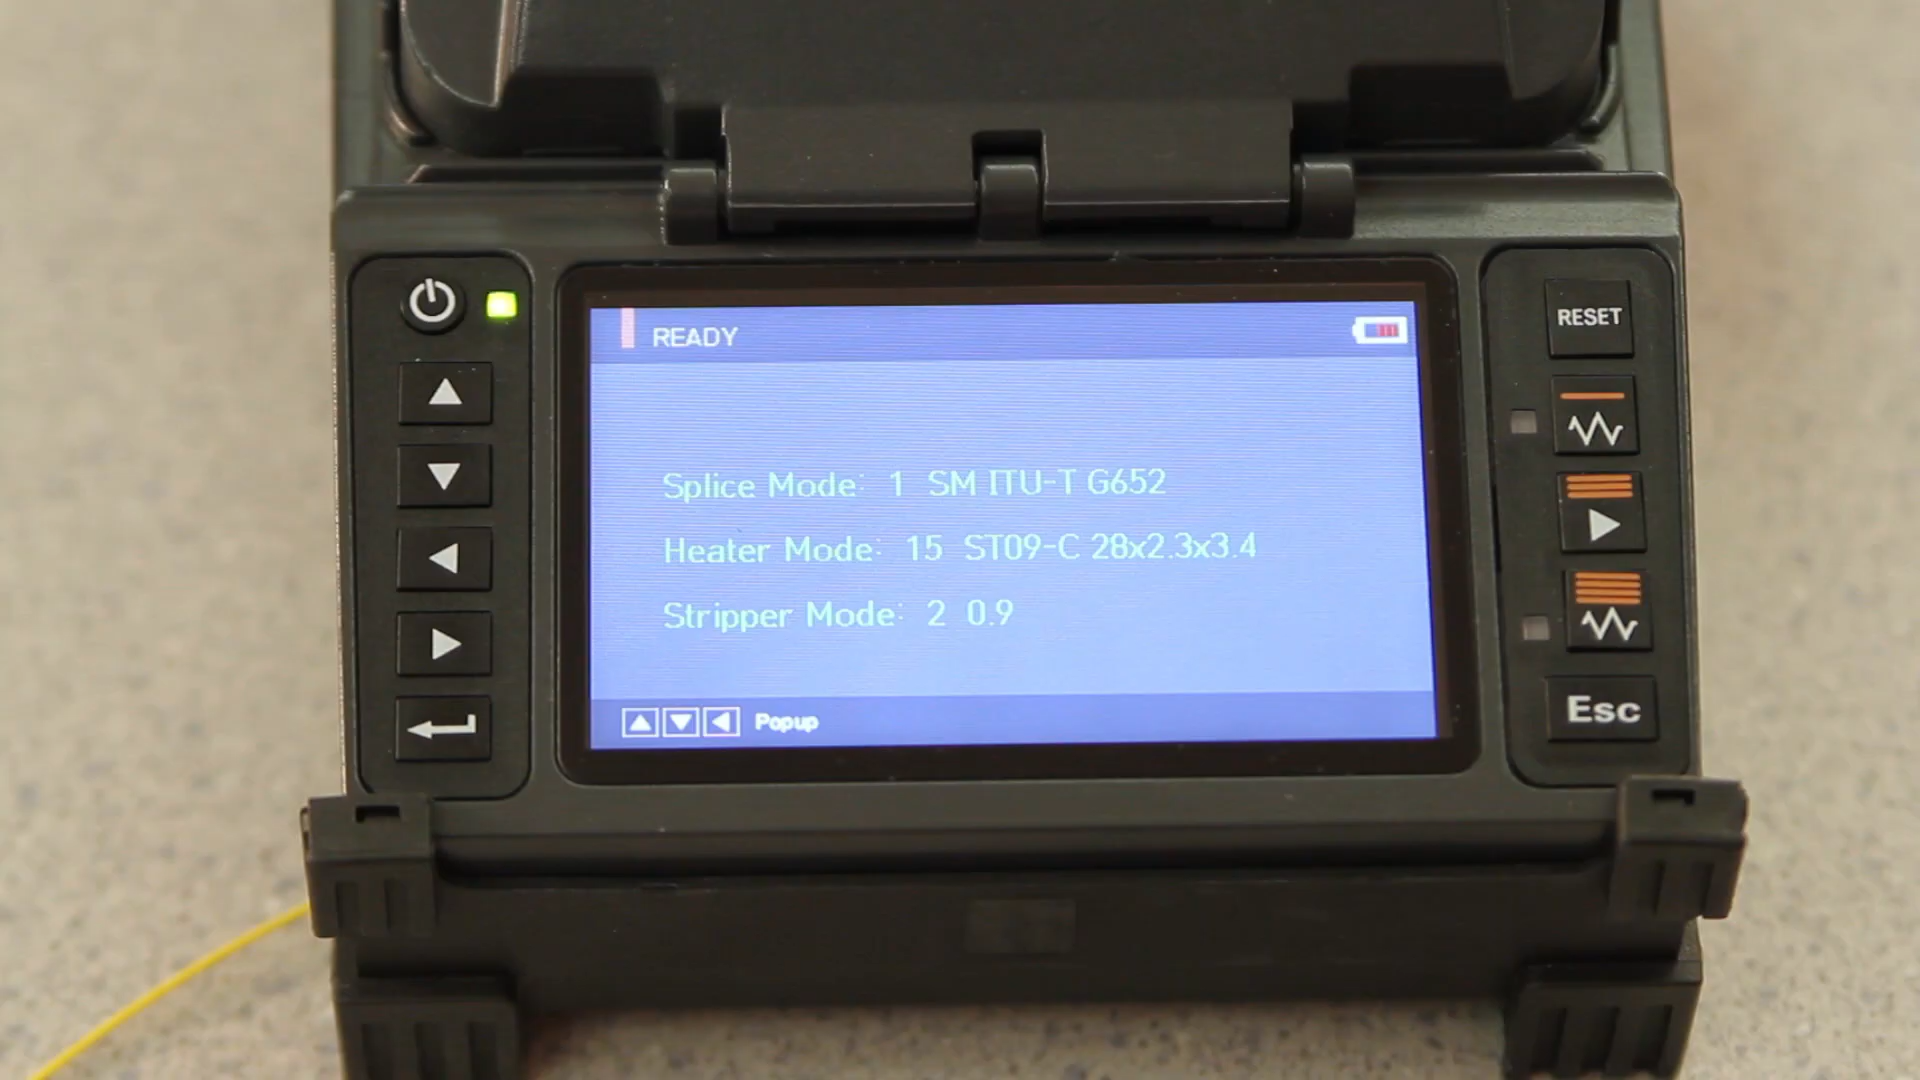 READY
Splice Mode: 1 SM ITU-T G652
Heater Mode: 15 ST09-C 28x2.3x3.4
Stripper Mode: 2 0.9
Popup
RESET
Esc